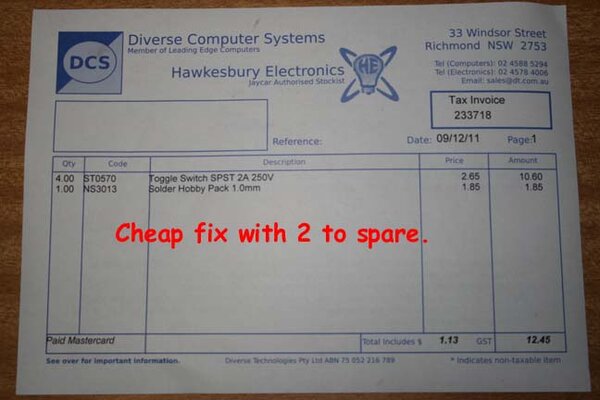 DCS
Diverse Computer Systems
Member of Leading Edge Computers
Hawkesbury Electronics
Jaycar Authorised Stockist
HE
33 Windsor Street
Richmond NSW 2753
Tel (Computers): 02 4588 5294
Tel (Electronics): 02 4578 4006
Email: sales@dt.com.au
Tax Invoice
233718
Reference:
Date: 09/12/11 Page:1
Qty Code Description Price Amount
4.00 ST0570 Toggle Switch SPST 2A 250V 2.65 10.60
1.00 NS3013 Solder Hobby Pack 1.0mm 1.85 1.85
Cheap fix with 2 to spare.
Paid Mastercard Total Includes $ 1.13 GST 12.45
See over for important information. Diverse Technologies Pty Ltd ABN 75 052 216 789 * Indicates non-taxable item